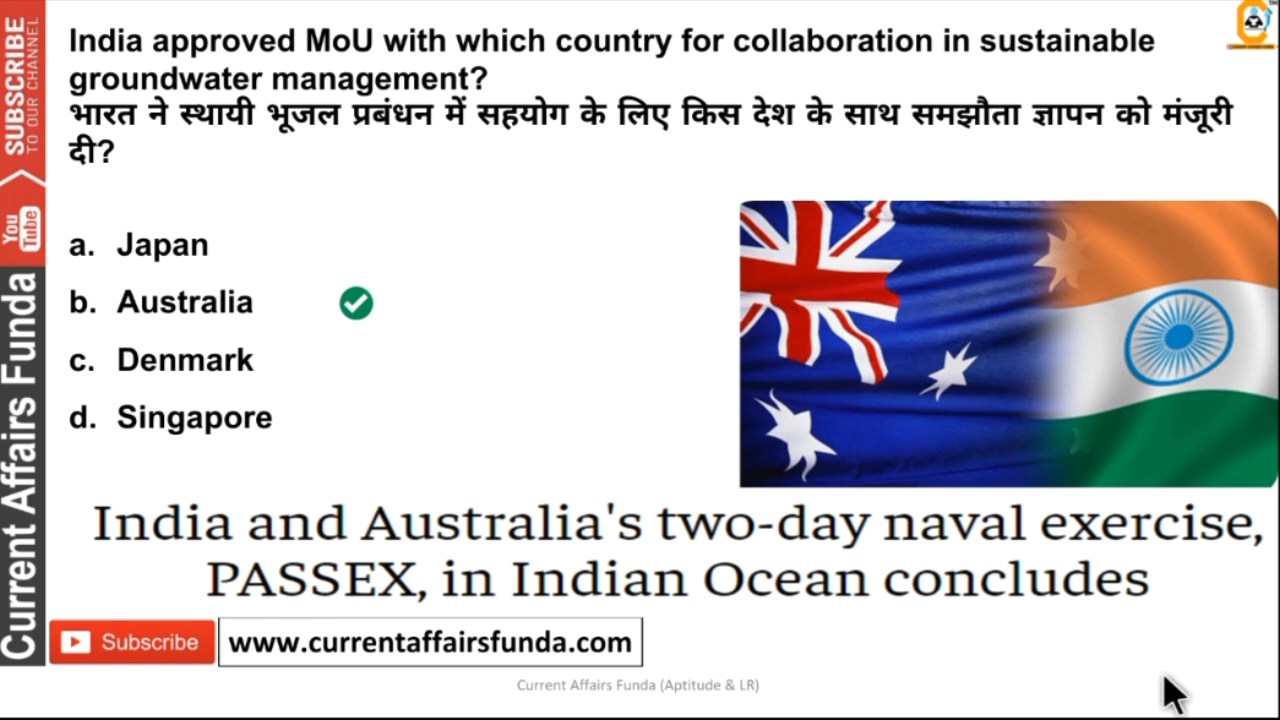 India approved MoU with which country for collaboration in sustainable
groundwater management?
भारत ने स्थायी भूजल प्रबंधन में सहयोग के लिए किस देश के साथ समझौता ज्ञापन को मंजूरी
दी?
a. Japan
b. Australia
c. Denmark
d. Singapore
India and Australia's two-day naval exercise,
PASSEX, in Indian Ocean concludes
Subscribe
www.currentaffairsfunda.com
Current Affairs Funda (Aptitude & LR)
SUBSCRIBE
TO OUR CHANNEL
You
Tube
Current Affairs Funda